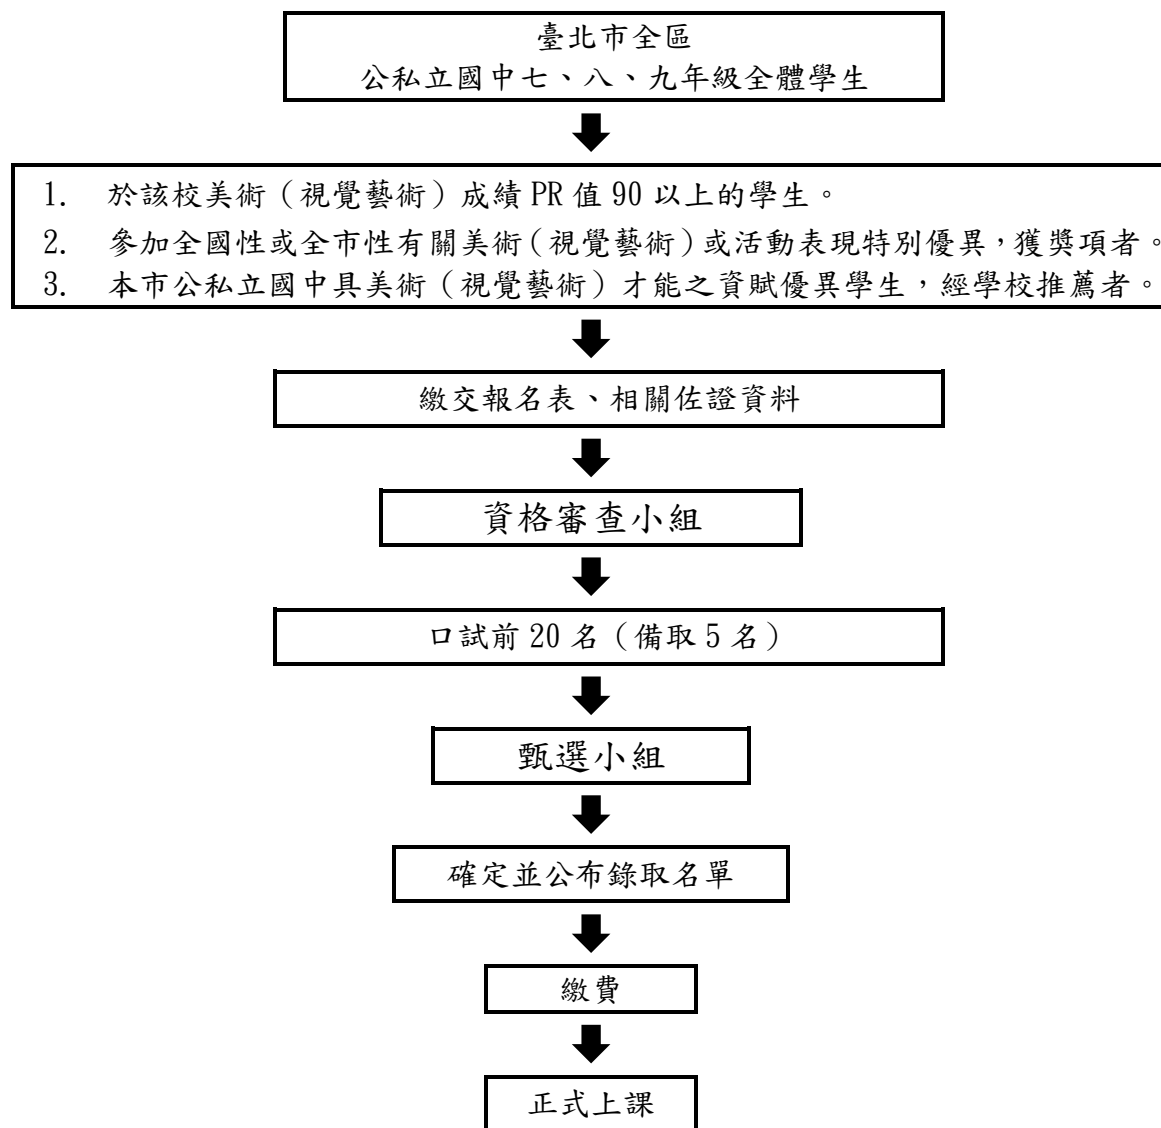 臺北市全區
公私立國中七、八、九年級全體學生
1. 於該校美術（視覺藝術）成績 PR 值 90 以上的學生。
2. 參加全國性或全市性有關美術(視覺藝術)或活動表現特別優異，獲獎項者。
3. 本市公私立國中具美術（視覺藝術）才能之資賦優異學生，經學校推薦者。
繳交報名表、相關佐證資料
資格審查小組
口試前 20 名（備取 5 名）
甄選小組
確定並公布錄取名單
繳費
正式上課